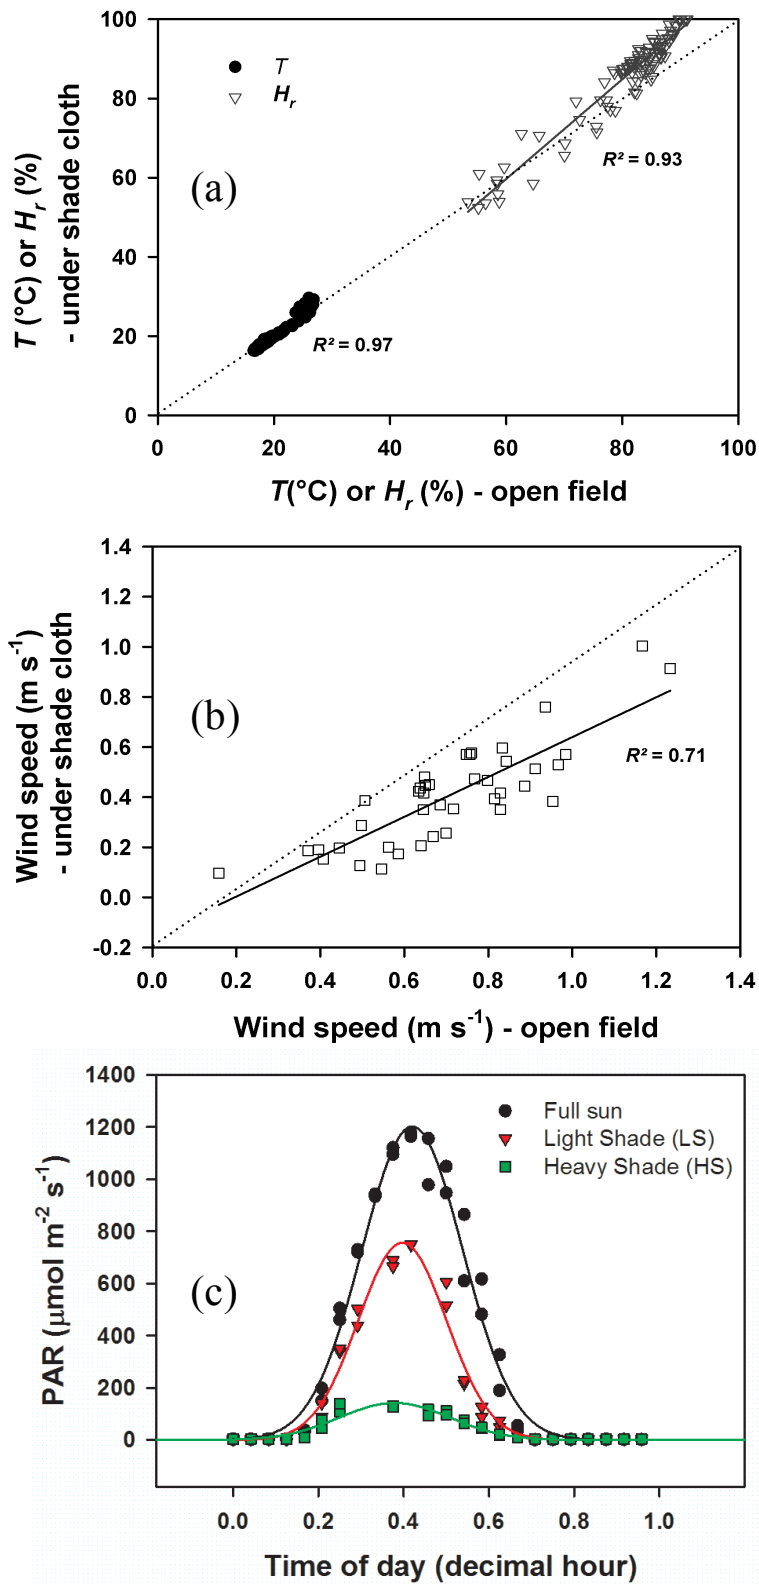 100
80
60
40
20
0
T (°C) or Hr (%)
- under shade cloth
T
Hr
(a)
R² = 0.93
R² = 0.97
0 20 40 60 80 100
T(°C) or Hr (%) - open field
1.4
1.2
1.0
0.8
0.6
0.4
0.2
0.0
-0.2
Wind speed (m s⁻¹)
- under shade cloth
(b)
R² = 0.71
0.0 0.2 0.4 0.6 0.8 1.0 1.2 1.4
Wind speed (m s⁻¹) - open field
1400
1200
1000
800
600
400
200
0
PAR (μmol m⁻² s⁻¹)
Full sun
Light Shade (LS)
Heavy Shade (HS)
(c)
0.0 0.2 0.4 0.6 0.8 1.0
Time of day (decimal hour)